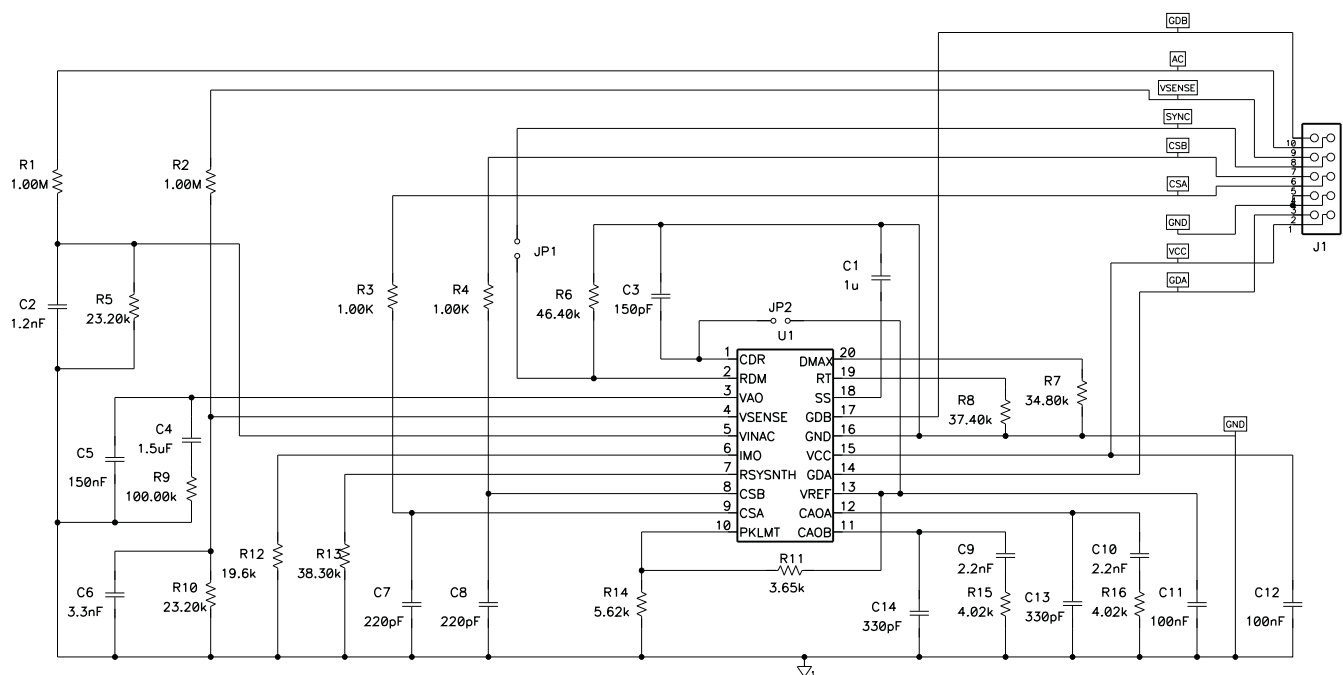 GDB
AC
VSENSE
SYNC
CSB
CSA
GND
VCC
GDA
10
9
8
7
6
5
4
3
2
1
J1
R1
1.00M
R2
1.00M
JP1
C2
1.2nF
R5
23.20k
R3
1.00K
R4
1.00K
R6
46.40k
C3
150pF
C1
1u
JP2
U1
1 CDR
2 RDM
3 VAO
4 VSENSE
5 VINAC
6 IMO
7 RSYSNTH
8 CSB
9 CSA
10 PKLMT
DMAX 20
RT 19
SS 18
GDB 17
GND 16
VCC 15
GDA 14
VREF 13
CAOA 12
CAOB 11
R8
37.40k
R7
34.80k
GND
C5
150nF
C4
1.5uF
R9
100.00k
C6
3.3nF
R10
23.20k
R12
19.6k
R13
38.30k
C7
220pF
C8
220pF
R14
5.62k
R11
3.65k
C14
330pF
C9
2.2nF
R15
4.02k
C13
330pF
C10
2.2nF
R16
4.02k
C11
100nF
C12
100nF
1